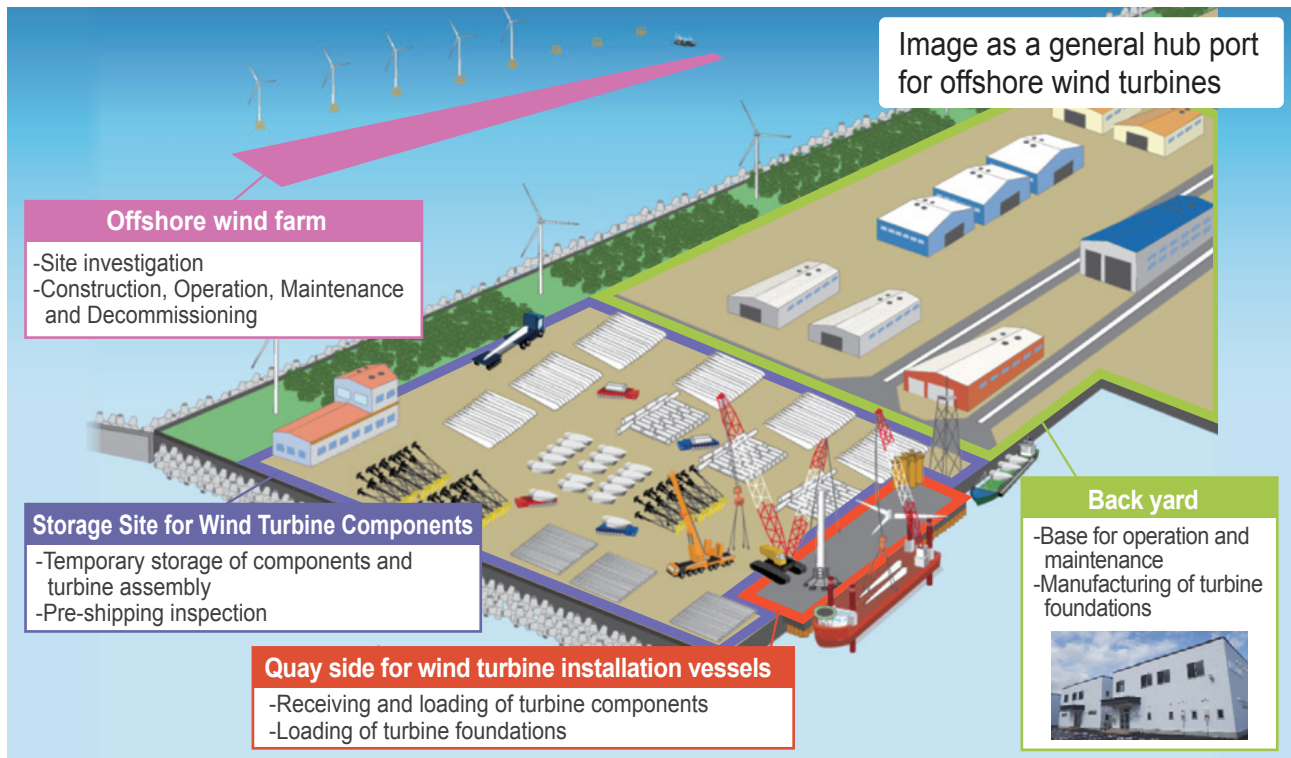 Image as a general hub port
for offshore wind turbines
Offshore wind farm
-Site investigation
-Construction, Operation, Maintenance
and Decommissioning
Storage Site for Wind Turbine Components
-Temporary storage of components and
turbine assembly
-Pre-shipping inspection
Quay side for wind turbine installation vessels
-Receiving and loading of turbine components
-Loading of turbine foundations
Back yard
-Base for operation and
maintenance
-Manufacturing of turbine
foundations